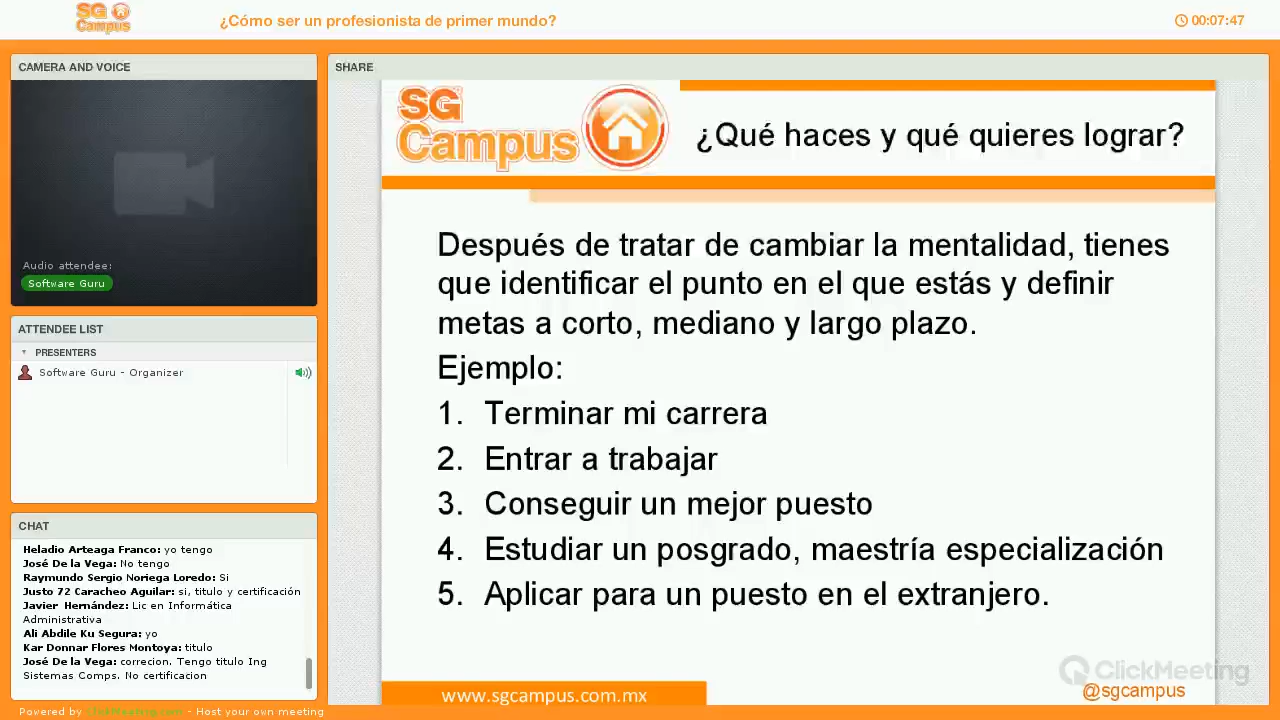 SG
Campus
¿Cómo ser un profesionista de primer mundo?
00:07:47
CAMERA AND VOICE
Audio attendee:
Software Guru
ATTENDEE LIST
PRESENTERS
Software Guru - Organizer
CHAT
Heladio Arteaga Franco: yo tengo
José De la Vega: No tengo
Raymundo Sergio Noriega Loredo: Si
Justo 72 Caracheo Aguilar: si, titulo y certificación
Javier Hernández: Lic en Informática
Administrativa
Ali Abdile Ku Segura: yo
Kar Donnar Flores Montoya: titulo
José De la Vega: correcion. Tengo titulo Ing
Sistemas Comps. No certificacion
Powered by ClickMeeting.com - Host your own meeting
SHARE
SG
Campus
¿Qué haces y qué quieres lograr?
Después de tratar de cambiar la mentalidad, tienes
que identificar el punto en el que estás y definir
metas a corto, mediano y largo plazo.
Ejemplo:
1. Terminar mi carrera
2. Entrar a trabajar
3. Conseguir un mejor puesto
4. Estudiar un posgrado, maestría especialización
5. Aplicar para un puesto en el extranjero.
ClickMeeting
www.sgcampus.com.mx
@sgcampus